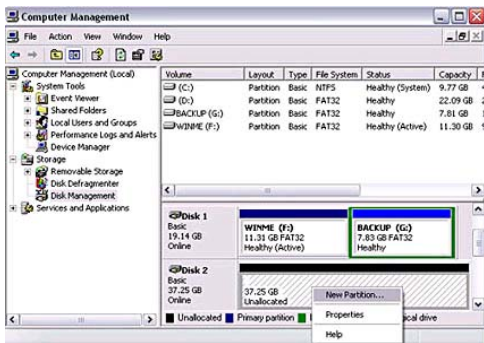 Computer Management
File Action View Window Help
Computer Management (Local)
System Tools
Event Viewer
Shared Folders
Local Users and Groups
Performance Logs and Alerts
Device Manager
Storage
Removable Storage
Disk Defragmenter
Disk Management
Services and Applications
Volume Layout Type File System Status Capacity
(C:) Partition Basic NTFS Healthy (System) 9.77 GB
(D:) Partition Basic FAT32 Healthy 22.09 GB
BACKUP (G:) Partition Basic FAT32 Healthy 7.81 GB
WINME (F:) Partition Basic FAT32 Healthy (Active) 11.30 GB
Disk 1
Basic
19.14 GB
Online
WINME (F:)
11.31 GB FAT32
Healthy (Active)
BACKUP (G:)
7.83 GB FAT32
Healthy
Disk 2
Basic
37.25 GB
Online
37.25 GB
Unallocated
New Partition...
Properties
Help
Unallocated Primary partition ical drive